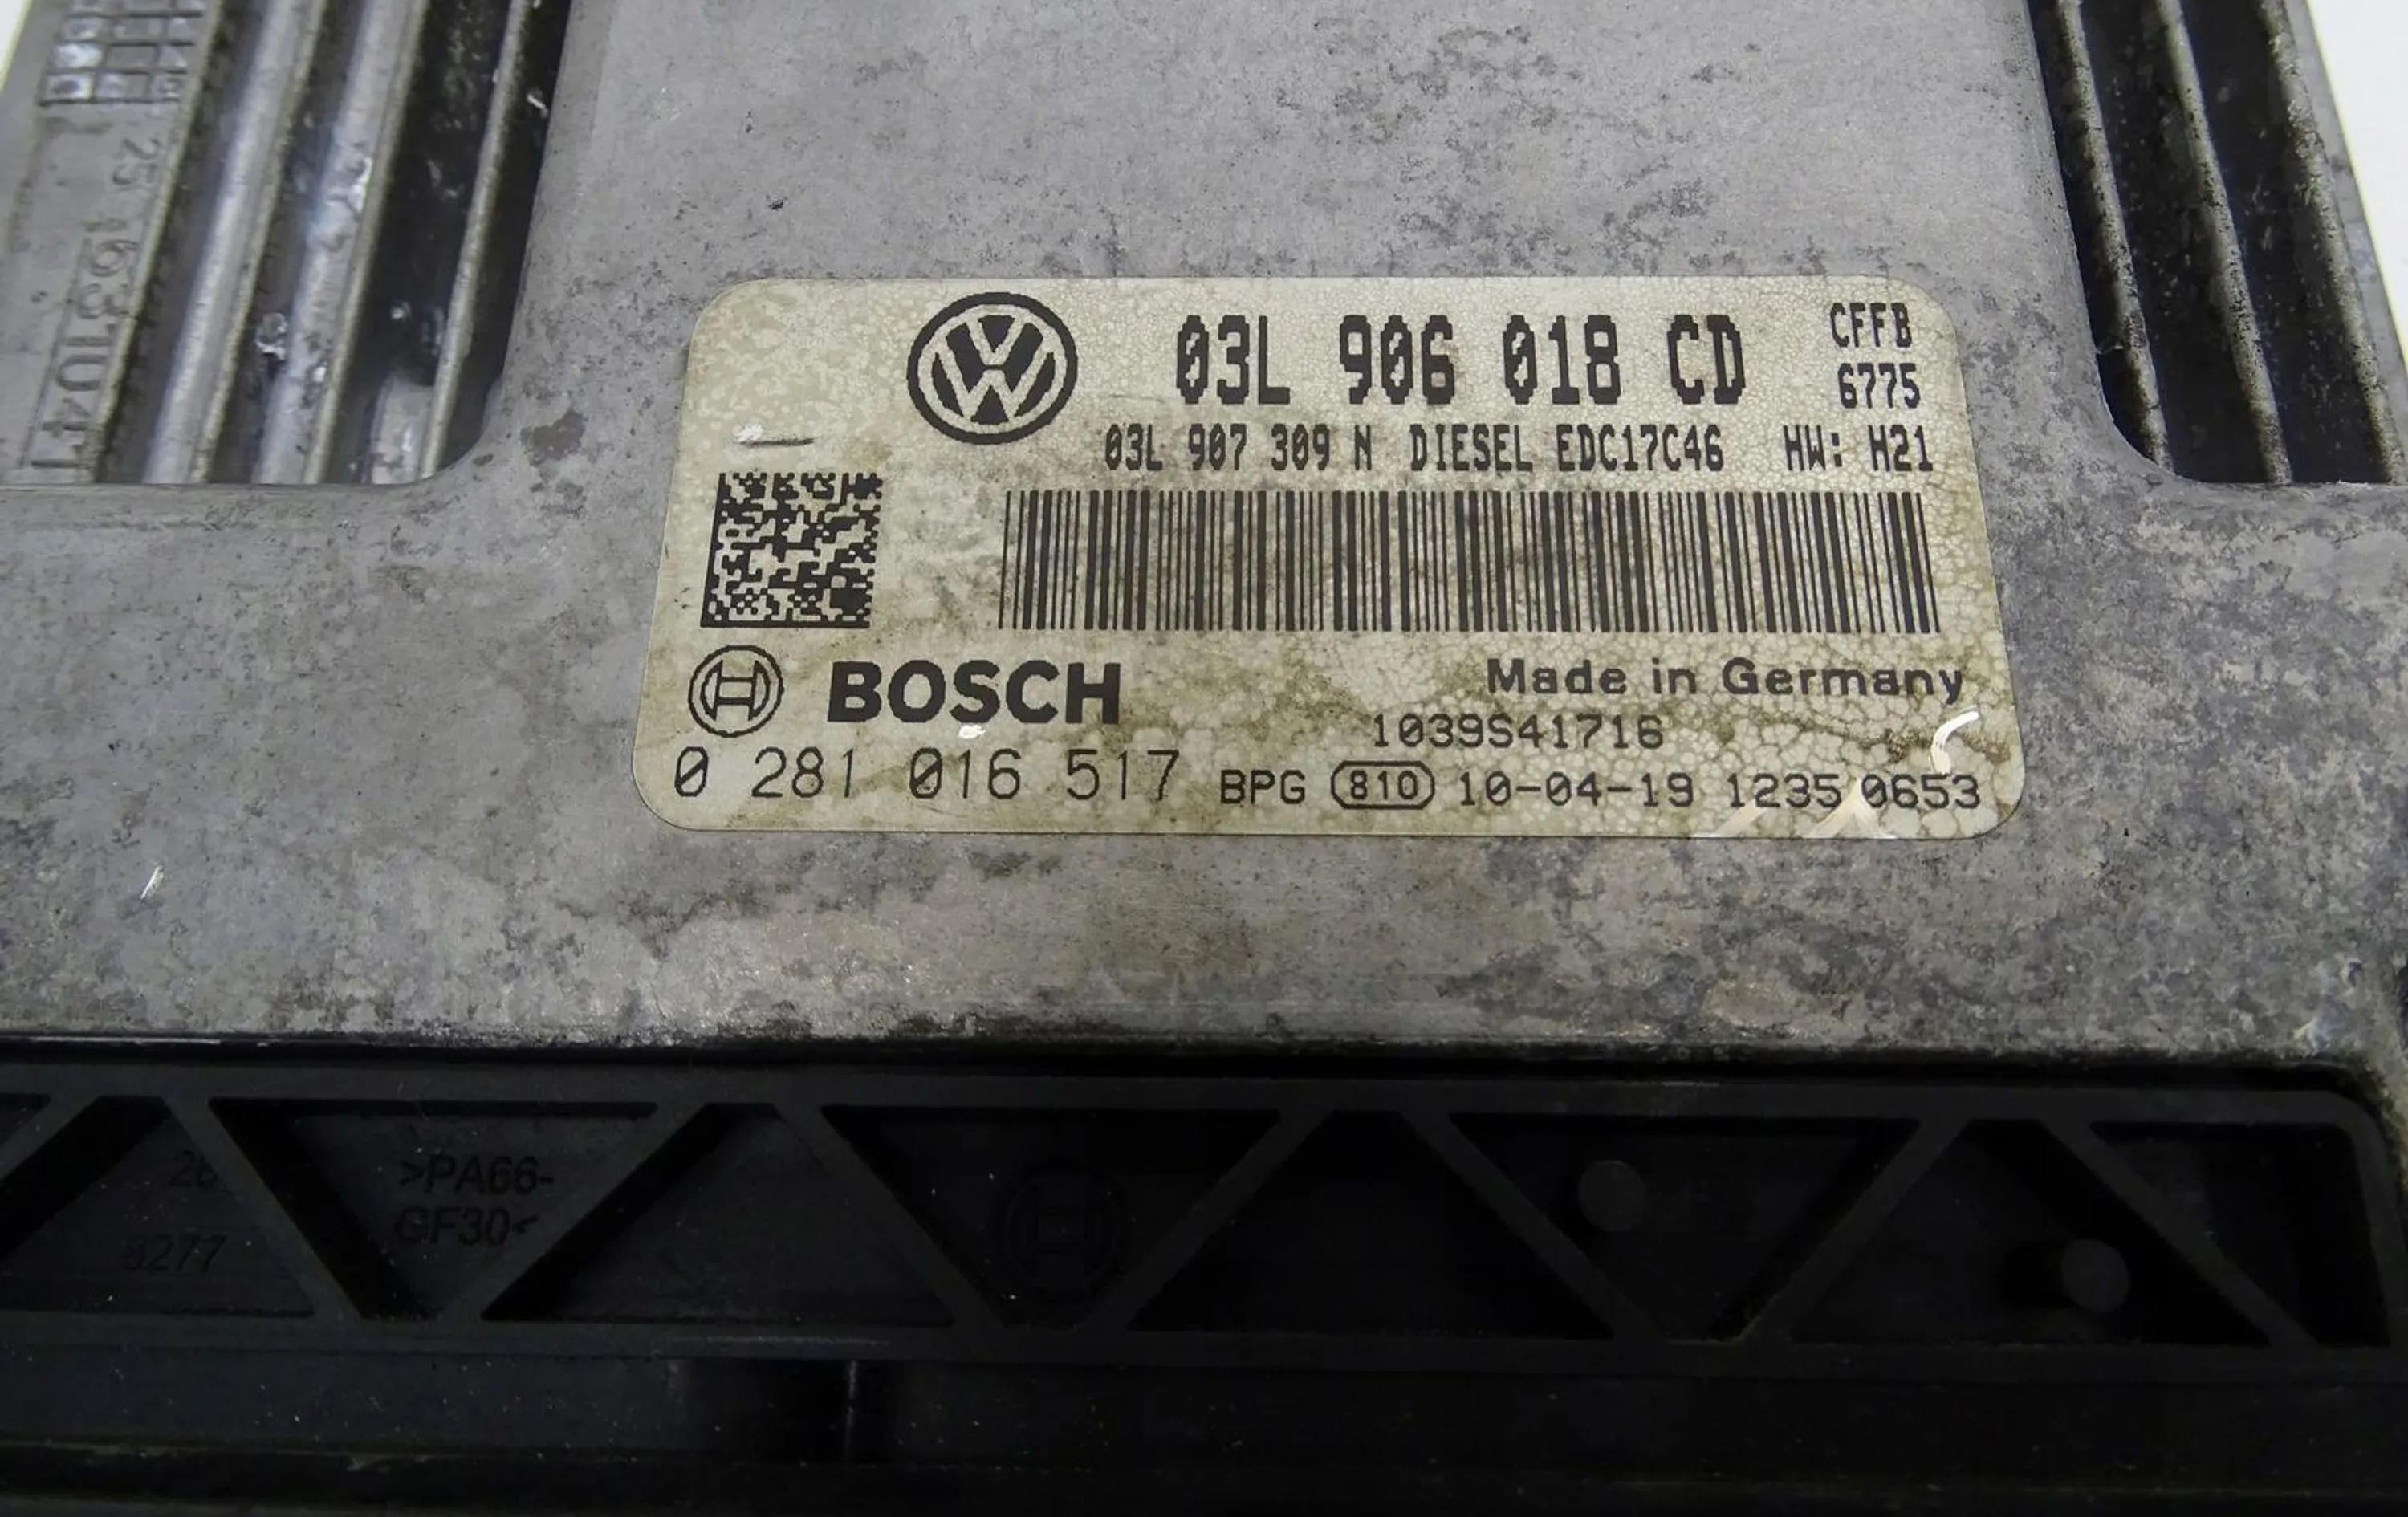 03L 906 018 CD
CFFB
6775
03L 907 309 N DIESEL EDC17C46 HW: H21
BOSCH
Made in Germany
1039S41716
0 281 016 517 BPG 810 10-04-19 1235 0653
>PA66-
GF30<